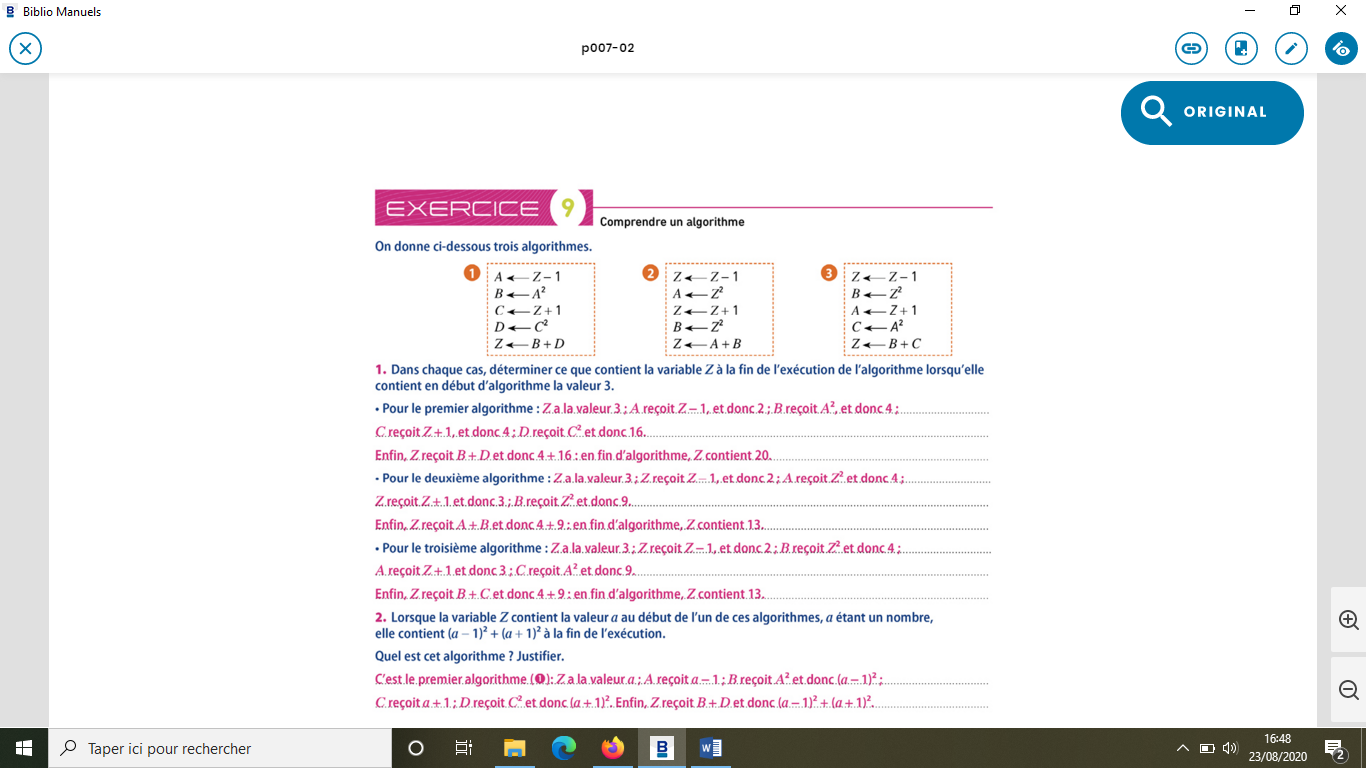 Biblio Manuels
p007-02
ORIGINAL
EXERCICE 9
Comprendre un algorithme
On donne ci-dessous trois algorithmes.
1
A ← Z – 1
B ← A²
C ← Z + 1
D ← C²
Z ← B + D
2
Z ← Z – 1
A ← Z²
Z ← Z + 1
B ← Z²
Z ← A + B
3
Z ← Z – 1
B ← Z²
A ← Z + 1
C ← A²
Z ← B + C
1. Dans chaque cas, déterminer ce que contient la variable Z à la fin de l'exécution de l'algorithme lorsqu'elle
contient en début d'algorithme la valeur 3.
• Pour le premier algorithme : Z a la valeur 3 ; A reçoit Z – 1, et donc 2 ; B reçoit A², et donc 4 ;
C reçoit Z + 1, et donc 4 ; D reçoit C² et donc 16.
Enfin, Z reçoit B + D et donc 4 + 16 : en fin d'algorithme, Z contient 20.
• Pour le deuxième algorithme : Z a la valeur 3 ; Z reçoit Z – 1, et donc 2 ; A reçoit Z² et donc 4 ;
Z reçoit Z + 1 et donc 3 ; B reçoit Z² et donc 9.
Enfin, Z reçoit A + B et donc 4 + 9 : en fin d'algorithme, Z contient 13.
• Pour le troisième algorithme : Z a la valeur 3 ; Z reçoit Z – 1, et donc 2 ; B reçoit Z² et donc 4 ;
A reçoit Z + 1 et donc 3 ; C reçoit A² et donc 9.
Enfin, Z reçoit B + C et donc 4 + 9 : en fin d'algorithme, Z contient 13.
2. Lorsque la variable Z contient la valeur a au début de l'un de ces algorithmes, a étant un nombre,
elle contient (a – 1)² + (a + 1)² à la fin de l'exécution.
Quel est cet algorithme ? Justifier.
C'est le premier algorithme (❶): Z a la valeur a ; A reçoit a – 1 ; B reçoit A² et donc (a – 1)² ;
C reçoit a + 1 ; D reçoit C² et donc (a + 1)². Enfin, Z reçoit B + D et donc (a – 1)² + (a + 1)².
Taper ici pour rechercher
16:48
23/08/2020
2